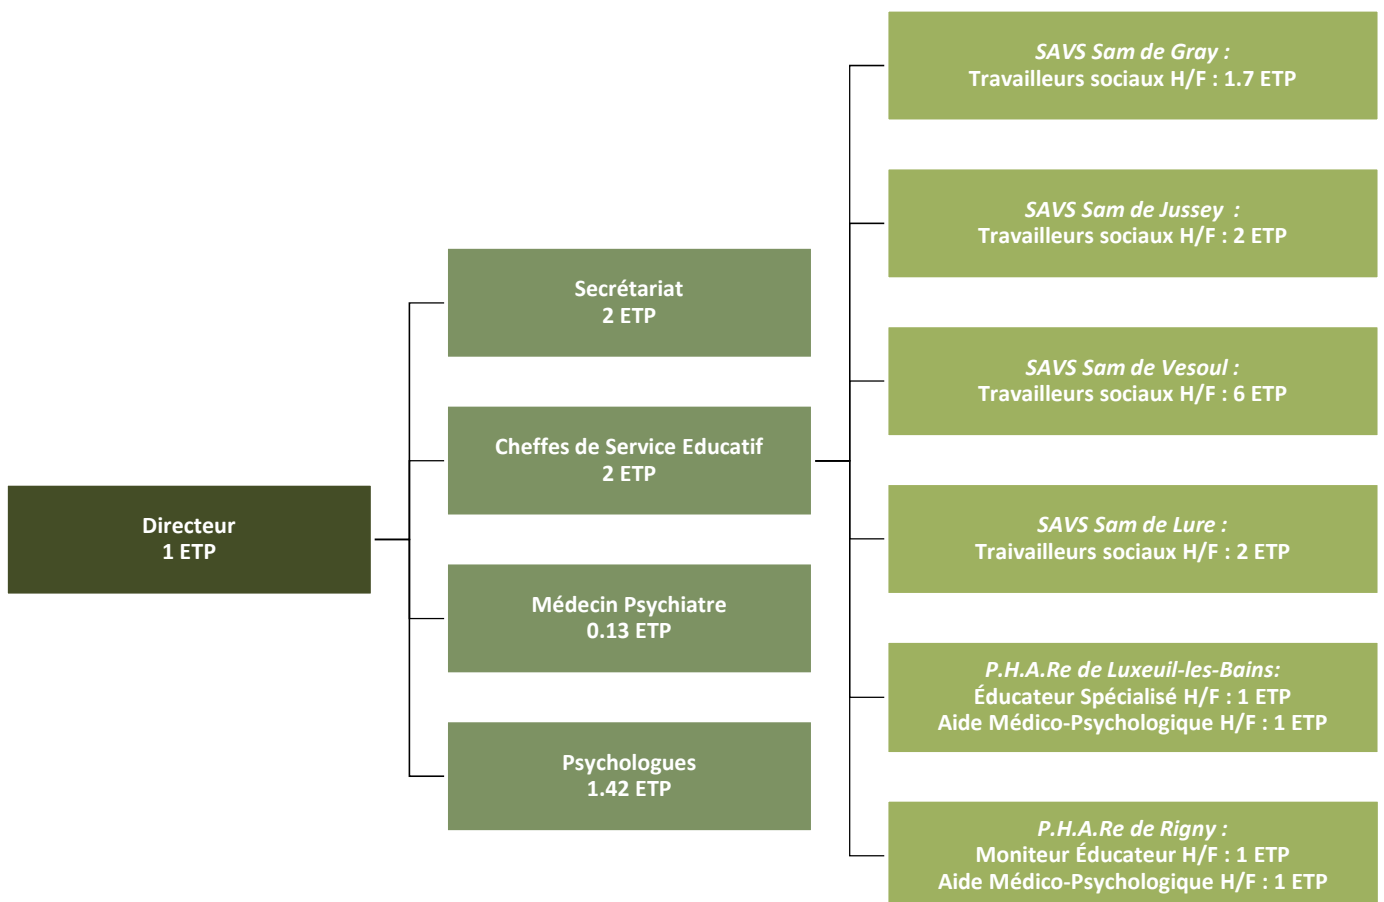 Directeur
1 ETP
Secrétariat
2 ETP
Cheffes de Service Educatif
2 ETP
Médecin Psychiatre
0.13 ETP
Psychologues
1.42 ETP
SAVS Sam de Gray :
Travailleurs sociaux H/F : 1.7 ETP
SAVS Sam de Jussey  :
Travailleurs sociaux H/F : 2 ETP
SAVS Sam de Vesoul :
Travailleurs sociaux H/F : 6 ETP
SAVS Sam de Lure :
Traivailleurs sociaux H/F : 2 ETP
P.H.A.Re de Luxeuil-les-Bains:
Éducateur Spécialisé H/F : 1 ETP
Aide Médico-Psychologique H/F : 1 ETP
P.H.A.Re de Rigny :
Moniteur Éducateur H/F : 1 ETP
Aide Médico-Psychologique H/F : 1 ETP